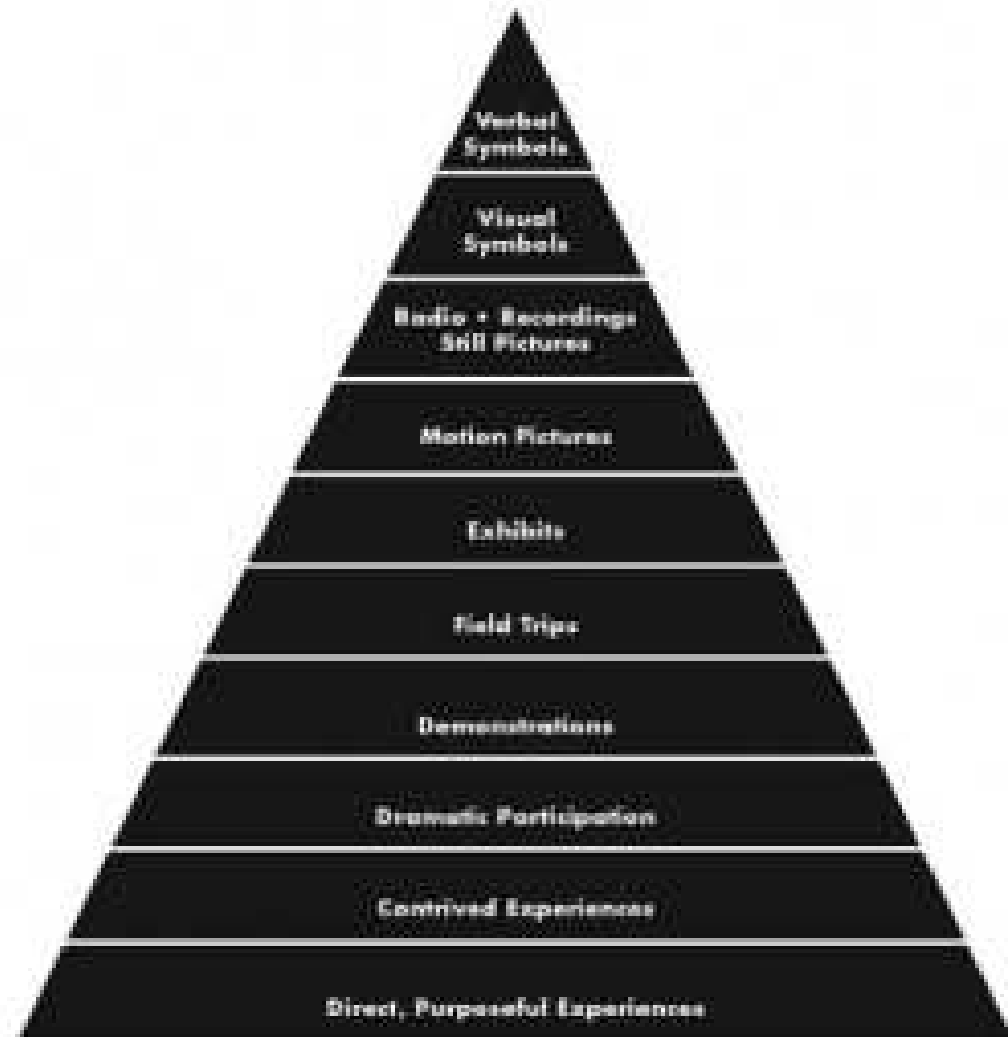 Verbal
Symbols
Visual
Symbols
Radio • Recordings
Still Pictures
Motion Pictures
Exhibits
Field Trips
Demonstrations
Dramatic Participation
Contrived Experiences
Direct, Purposeful Experiences